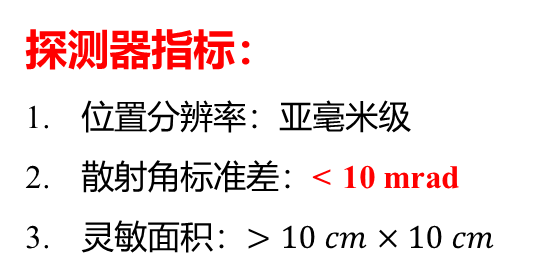 探测器指标：
1. 位置分辨率：亚毫米级
2. 散射角标准差：< 10 mrad
3. 灵敏面积：> 10 cm × 10 cm